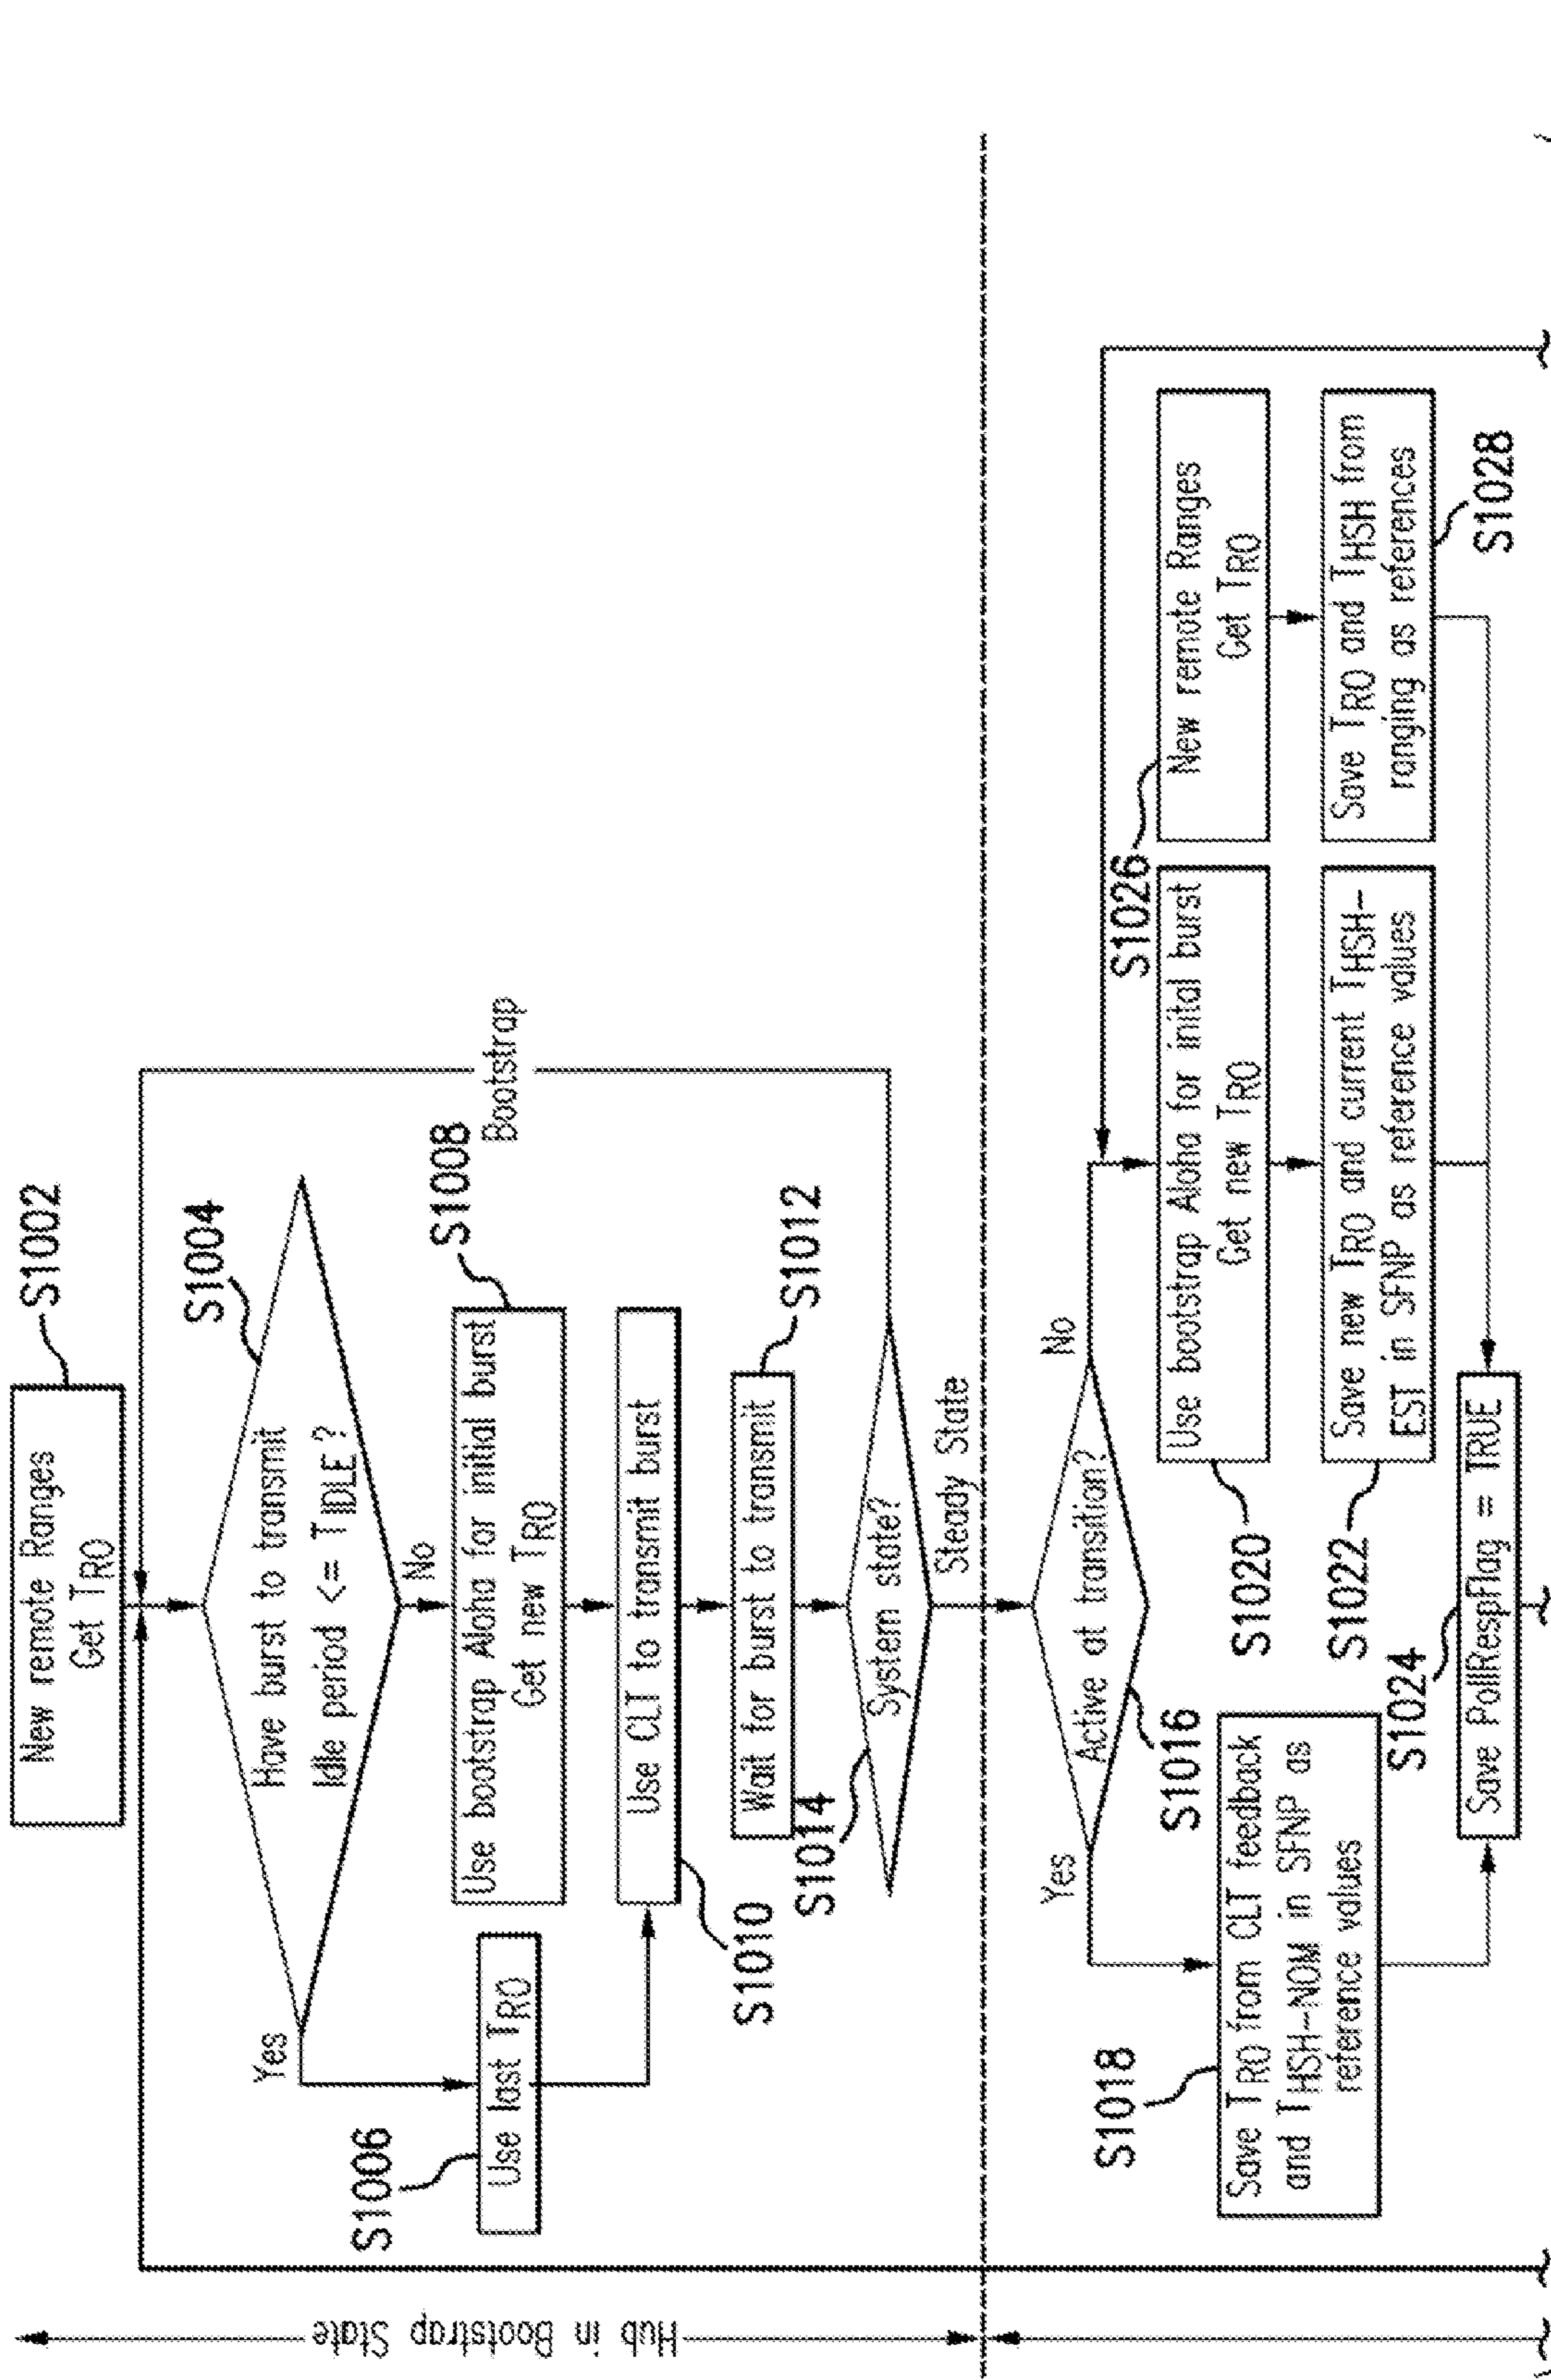 New remote Ranges
Get TRO
S1002
Have burst to transmit
Idle period <= TIDLE?
S1004
Yes
No
Use last TRO
S1006
Use bootstrap Aloha for initial burst
Get new TRO
S1008
Bootstrap
Use CLT to transmit burst
S1010
Wait for burst to transmit
S1012
System state?
S1014
Steady State
Hub in Bootstrap State
Active at transition?
S1016
Yes
No
Save TRO from CLT feedback
and THSH-NOM in SFNP as
reference values
S1018
Use bootstrap Aloha for inital burst
Get new TRO
S1020
Save new TRO and current THSH-
EST in SFNP as reference values
S1022
New remote Ranges
Get TRO
S1026
Save TRO and THSH from
ranging as references
S1028
Save PollRespFlag = TRUE
S1024